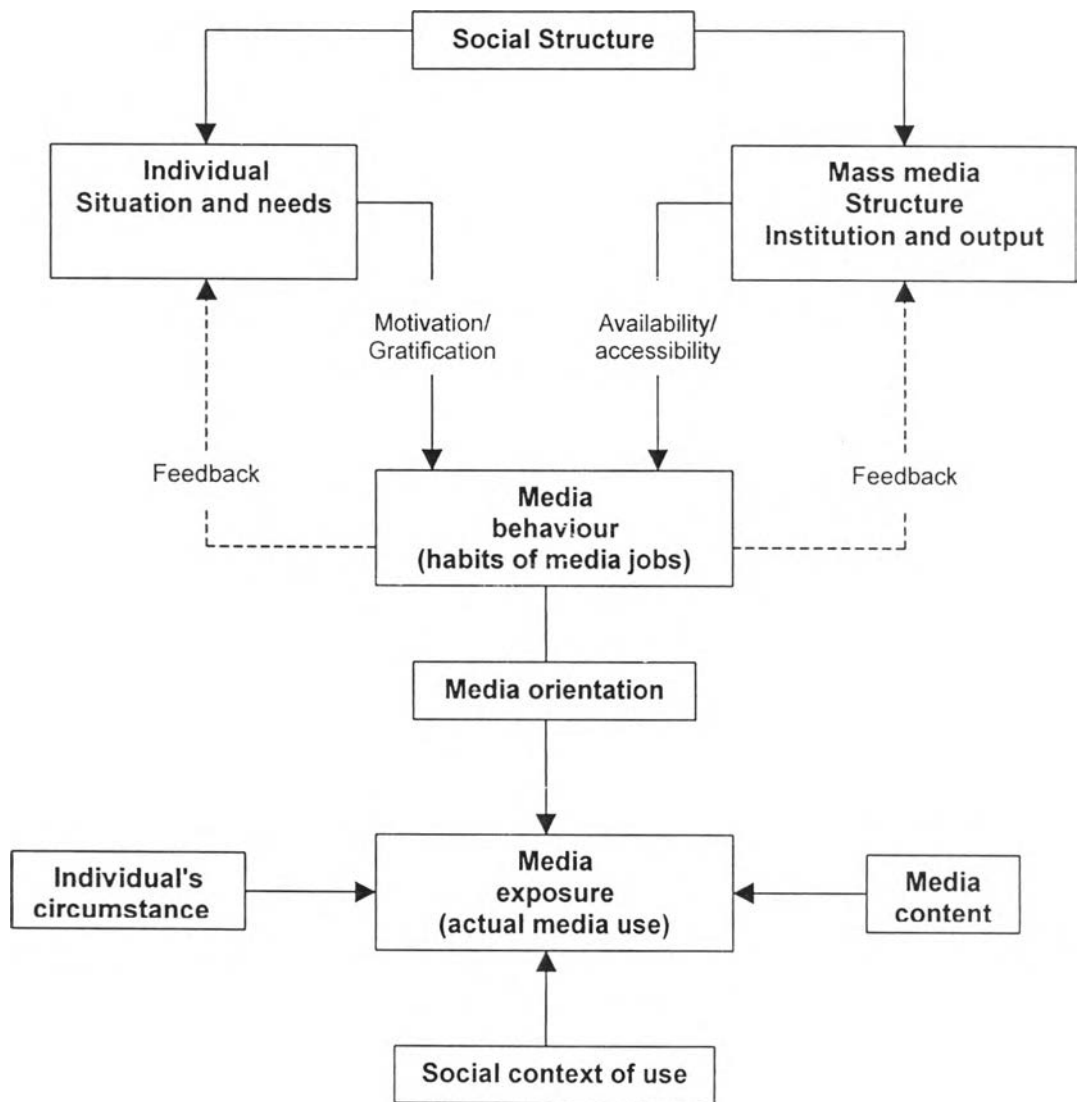 Social Structure
Individual
Situation and needs
Mass media
Structure
Institution and output
Motivation/
Gratification
Availability/
accessibility
Feedback
Feedback
Media
behaviour
(habits of media jobs)
Media orientation
Individual's
circumstance
Media
exposure
(actual media use)
Media
content
Social context of use